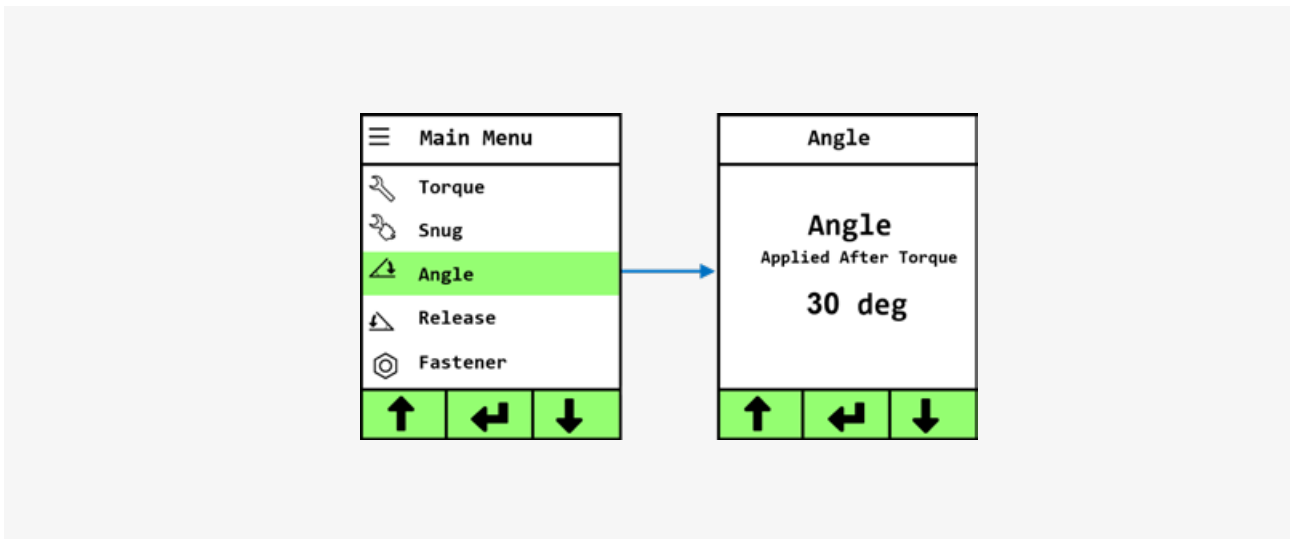 Main Menu
Torque
Snug
Angle
Release
Fastener
Angle
Angle
Applied After Torque
30 deg